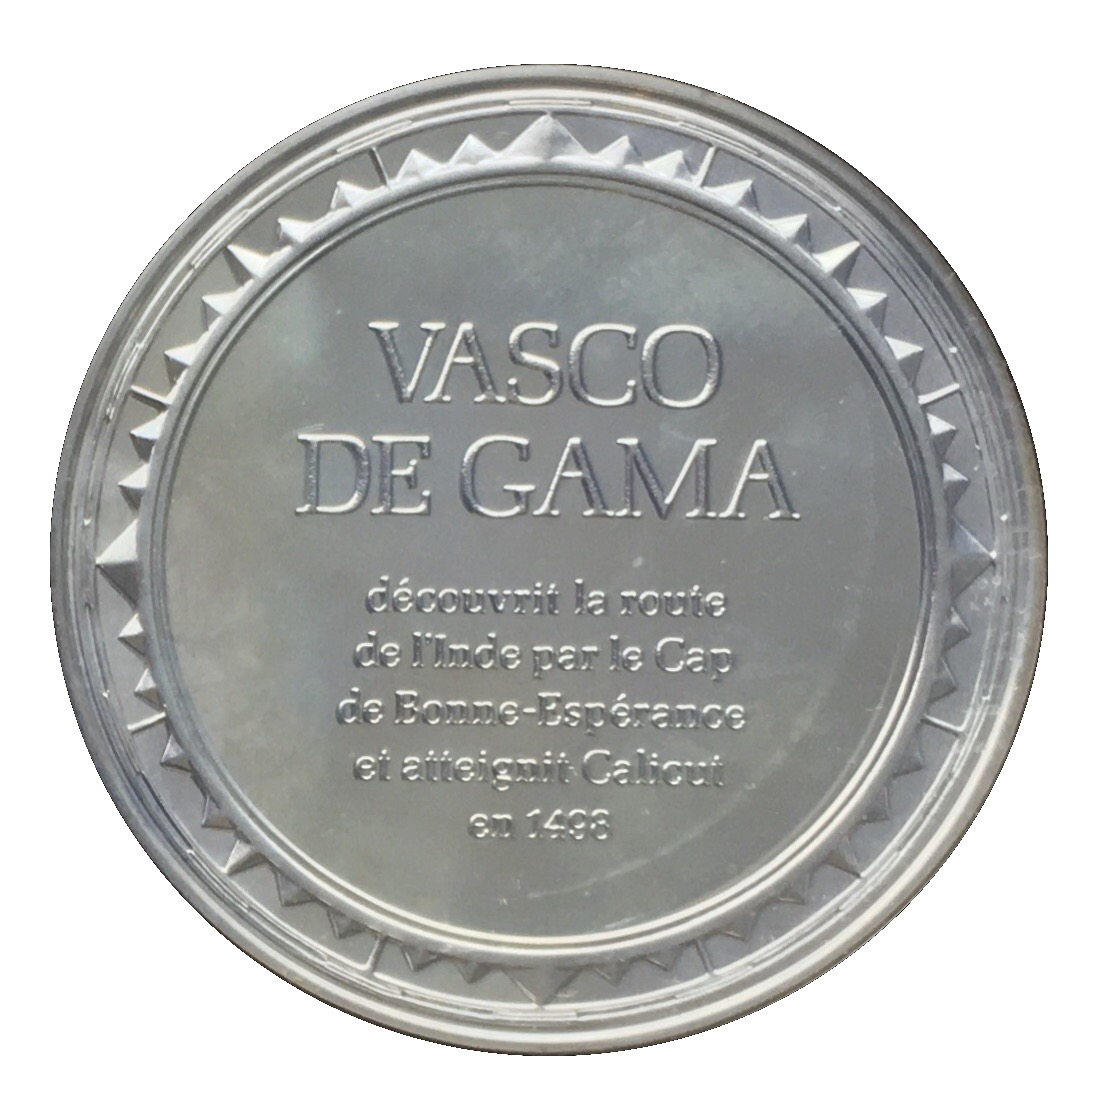 VASCO
DE GAMA
découvrit la route
de l'Inde par le Cap
de Bonne-Espérance
et atteignit Calicut
en 1498